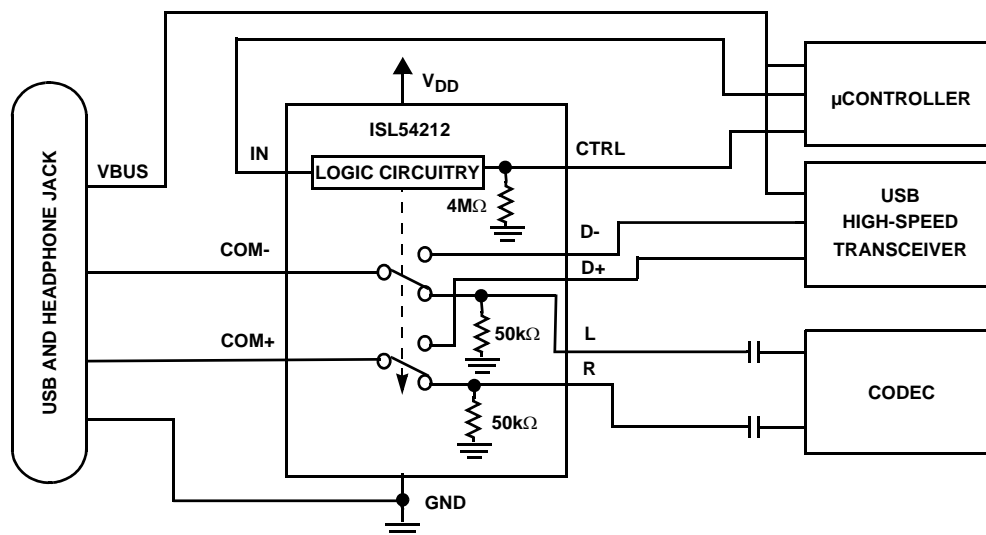 V_DD
µCONTROLLER
ISL54212
IN
CTRL
VBUS
LOGIC CIRCUITRY
4MΩ
USB
HIGH-SPEED
TRANSCEIVER
D-
COM-
D+
USB AND HEADPHONE JACK
50kΩ
L
COM+
R
CODEC
50kΩ
GND